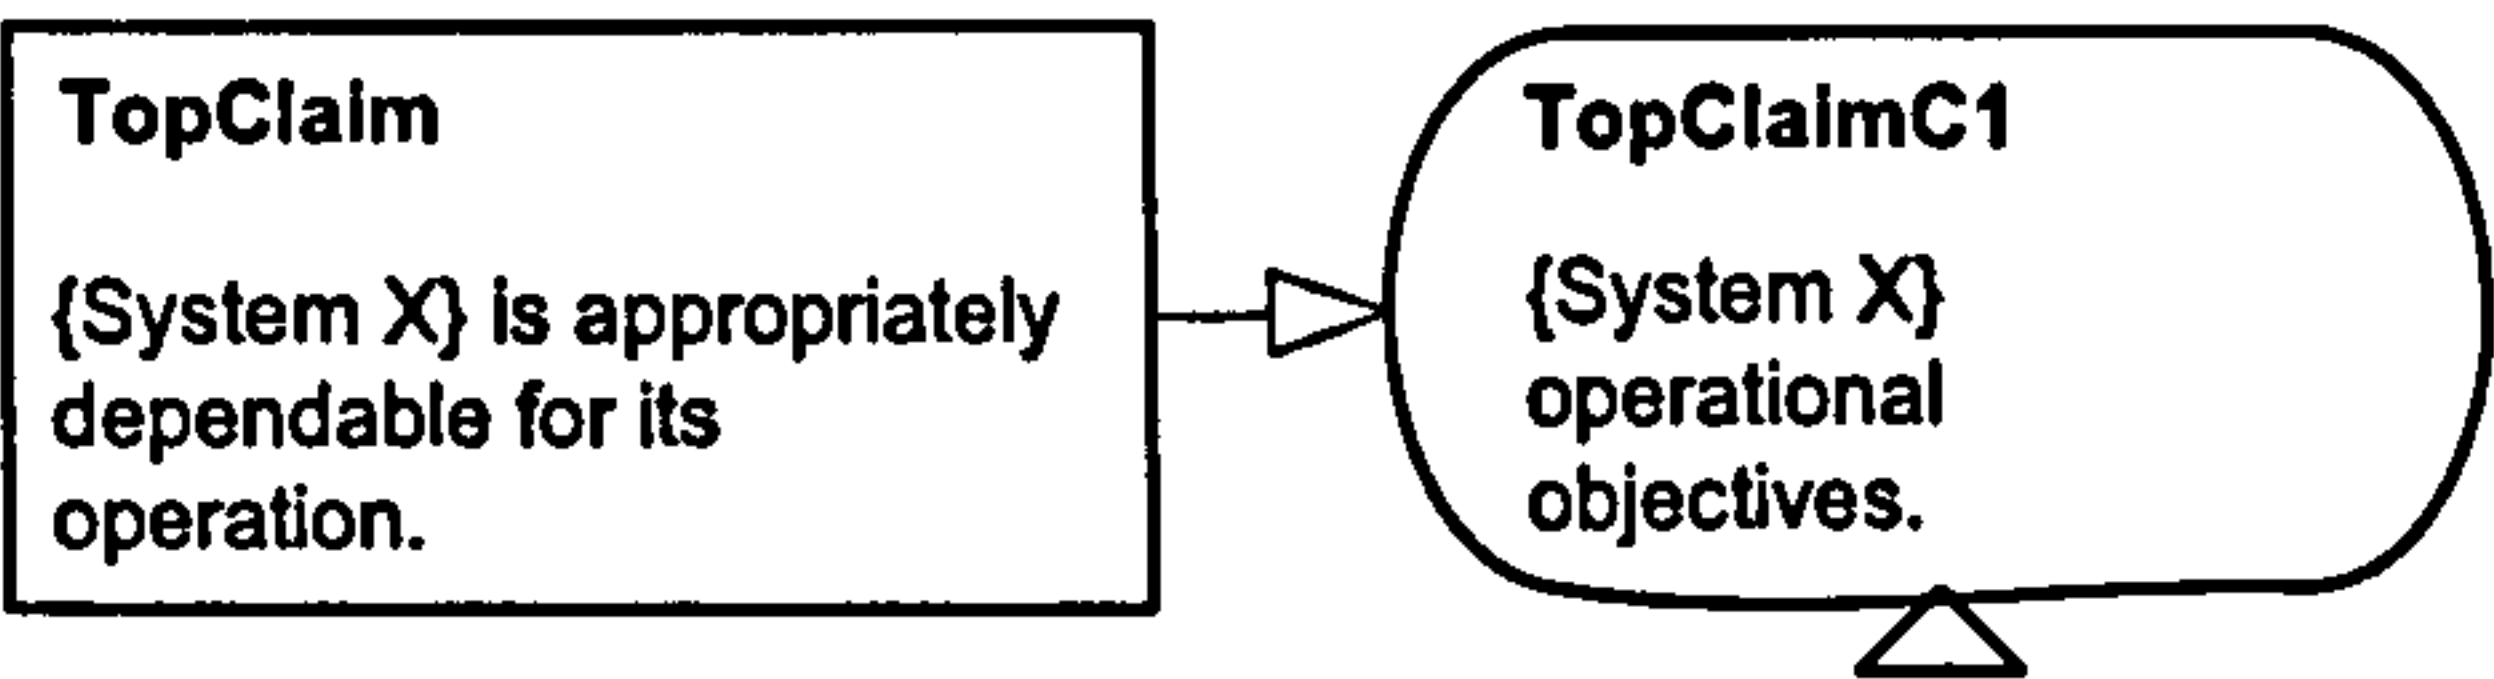 TopClaim
{System X} is appropriately
dependable for its
operation.
TopClaimC1
{System X}
operational
objectives.